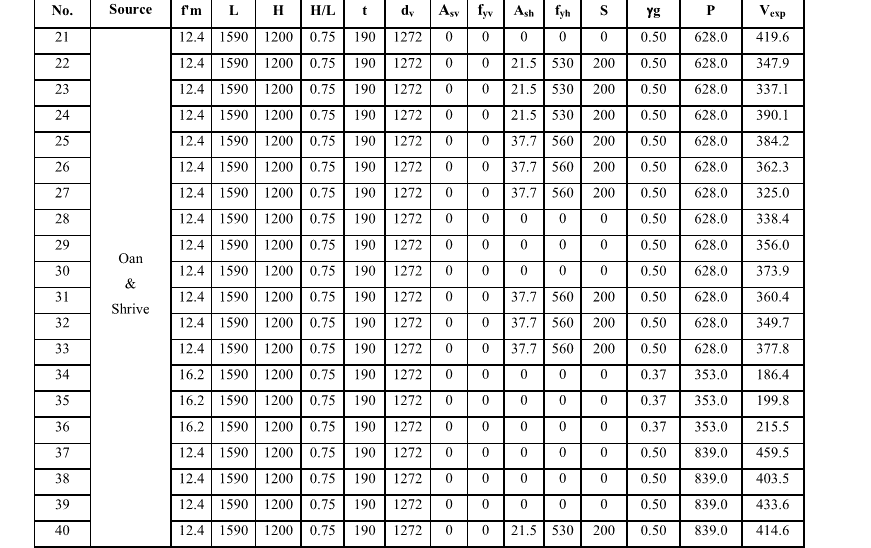 No. Source f'm L H H/L t dv Asv fyv Ash fyh S γg P Vexp
21 12.4 1590 1200 0.75 190 1272 0 0 0 0 0 0.50 628.0 419.6
22 12.4 1590 1200 0.75 190 1272 0 0 21.5 530 200 0.50 628.0 347.9
23 12.4 1590 1200 0.75 190 1272 0 0 21.5 530 200 0.50 628.0 337.1
24 12.4 1590 1200 0.75 190 1272 0 0 21.5 530 200 0.50 628.0 390.1
25 12.4 1590 1200 0.75 190 1272 0 0 37.7 560 200 0.50 628.0 384.2
26 12.4 1590 1200 0.75 190 1272 0 0 37.7 560 200 0.50 628.0 362.3
27 12.4 1590 1200 0.75 190 1272 0 0 37.7 560 200 0.50 628.0 325.0
28 12.4 1590 1200 0.75 190 1272 0 0 0 0 0 0.50 628.0 338.4
29 12.4 1590 1200 0.75 190 1272 0 0 0 0 0 0.50 628.0 356.0
Oan
30 12.4 1590 1200 0.75 190 1272 0 0 0 0 0 0.50 628.0 373.9
&
31 12.4 1590 1200 0.75 190 1272 0 0 37.7 560 200 0.50 628.0 360.4
Shrive
32 12.4 1590 1200 0.75 190 1272 0 0 37.7 560 200 0.50 628.0 349.7
33 12.4 1590 1200 0.75 190 1272 0 0 37.7 560 200 0.50 628.0 377.8
34 16.2 1590 1200 0.75 190 1272 0 0 0 0 0 0.37 353.0 186.4
35 16.2 1590 1200 0.75 190 1272 0 0 0 0 0 0.37 353.0 199.8
36 16.2 1590 1200 0.75 190 1272 0 0 0 0 0 0.37 353.0 215.5
37 12.4 1590 1200 0.75 190 1272 0 0 0 0 0 0.50 839.0 459.5
38 12.4 1590 1200 0.75 190 1272 0 0 0 0 0 0.50 839.0 403.5
39 12.4 1590 1200 0.75 190 1272 0 0 0 0 0 0.50 839.0 433.6
40 12.4 1590 1200 0.75 190 1272 0 0 21.5 530 200 0.50 839.0 414.6